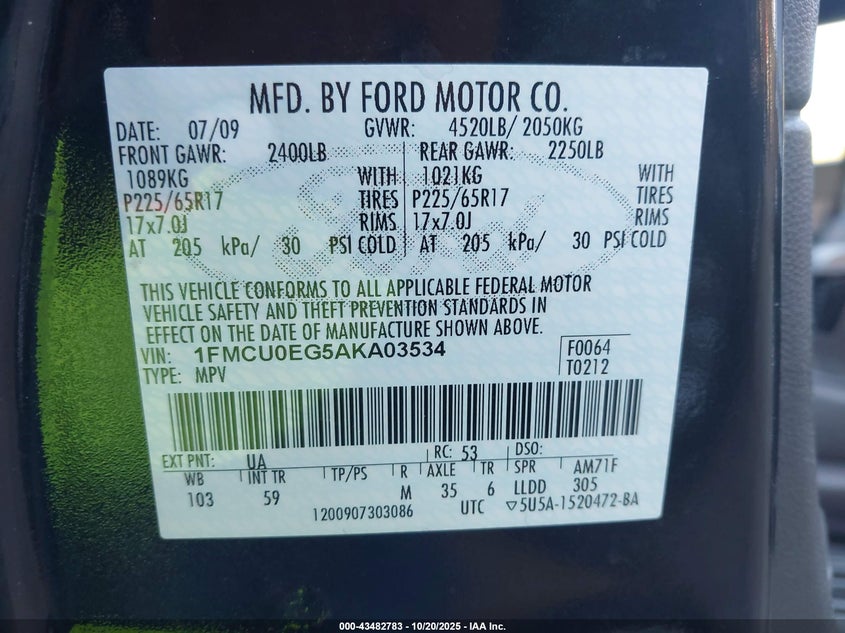 MFD. BY FORD MOTOR CO.
DATE: 07/09 GVWR: 4520LB/ 2050KG
FRONT GAWR: 2400LB REAR GAWR: 2250LB
1089KG WITH 1021KG WITH
P225/65R17 TIRES P225/65R17 TIRES
17x7.0J RIMS 17x7.0J RIMS
AT 205 kPa/ 30 PSI COLD AT 205 kPa/ 30 PSI COLD
THIS VEHICLE CONFORMS TO ALL APPLICABLE FEDERAL MOTOR
VEHICLE SAFETY AND THEFT PREVENTION STANDARDS IN
EFFECT ON THE DATE OF MANUFACTURE SHOWN ABOVE.
VIN: 1FMCU0EG5AKA03534 F0064
TYPE: MPV T0212
EXT PNT: UA RC: 53 DSO:
WB INT TR TP/PS R AXLE TR SPR AM71F
103 59 M 35 6 LLDD 305
1200907303086 UTC ▽5U5A-1520472-BA
000-43482783 - 10/20/2025 - IAA Inc.